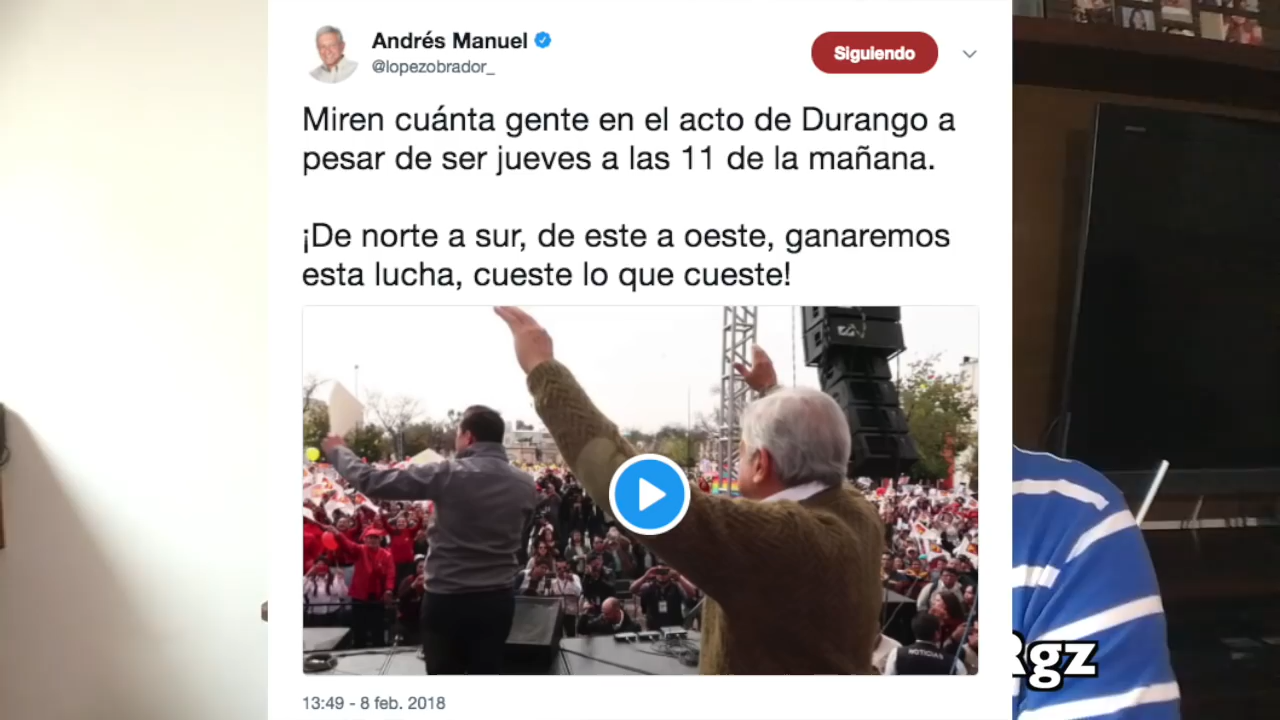 Andrés Manuel
@lopezobrador_
Siguiendo
Miren cuánta gente en el acto de Durango a
pesar de ser jueves a las 11 de la mañana.
¡De norte a sur, de este a oeste, ganaremos
esta lucha, cueste lo que cueste!
NOTICIAS
Rgz
13:49 - 8 feb. 2018